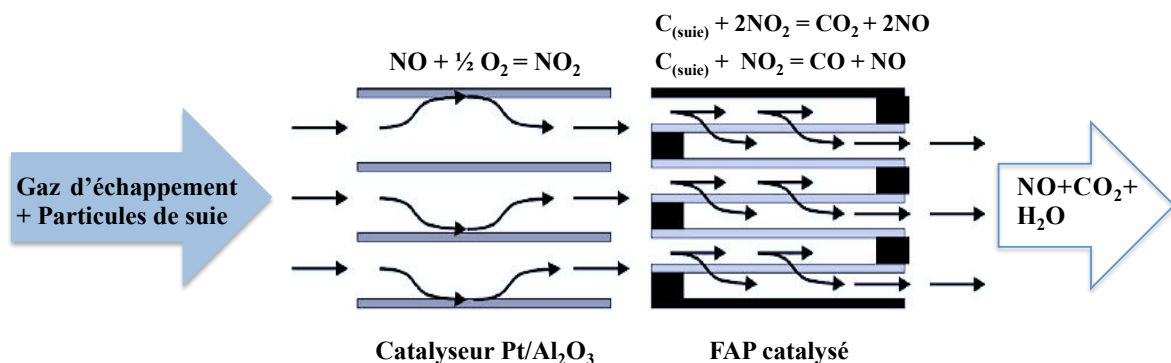 C(suie) + 2NO₂ = CO₂ + 2NO
NO + ½ O₂ = NO₂
C(suie) + NO₂ = CO + NO
Gaz d’échappement
+ Particules de suie
NO+CO₂+
H₂O
Catalyseur Pt/Al₂O₃
FAP catalysé